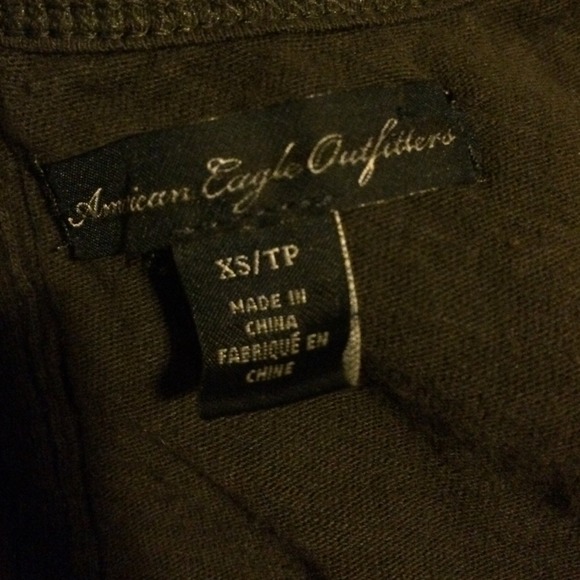 American Eagle Outfitters
XS/TP
MADE IN
CHINA
FABRIQUÉ EN
CHINE